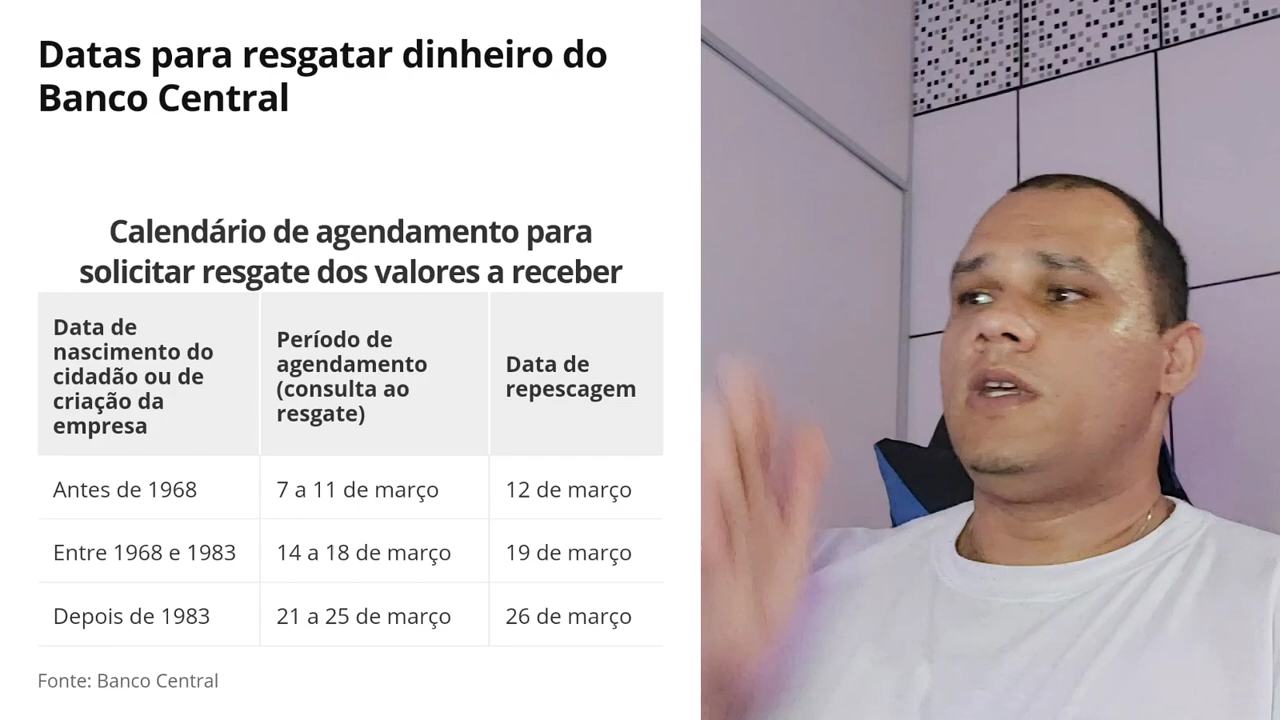 Datas para resgatar dinheiro do
Banco Central
Calendário de agendamento para
solicitar resgate dos valores a receber
Data de
nascimento do
cidadão ou de
criação da
empresa
Período de
agendamento
(consulta ao
resgate)
Data de
repescagem
Antes de 1968
7 a 11 de março
12 de março
Entre 1968 e 1983
14 a 18 de março
19 de março
Depois de 1983
21 a 25 de março
26 de março
Fonte: Banco Central